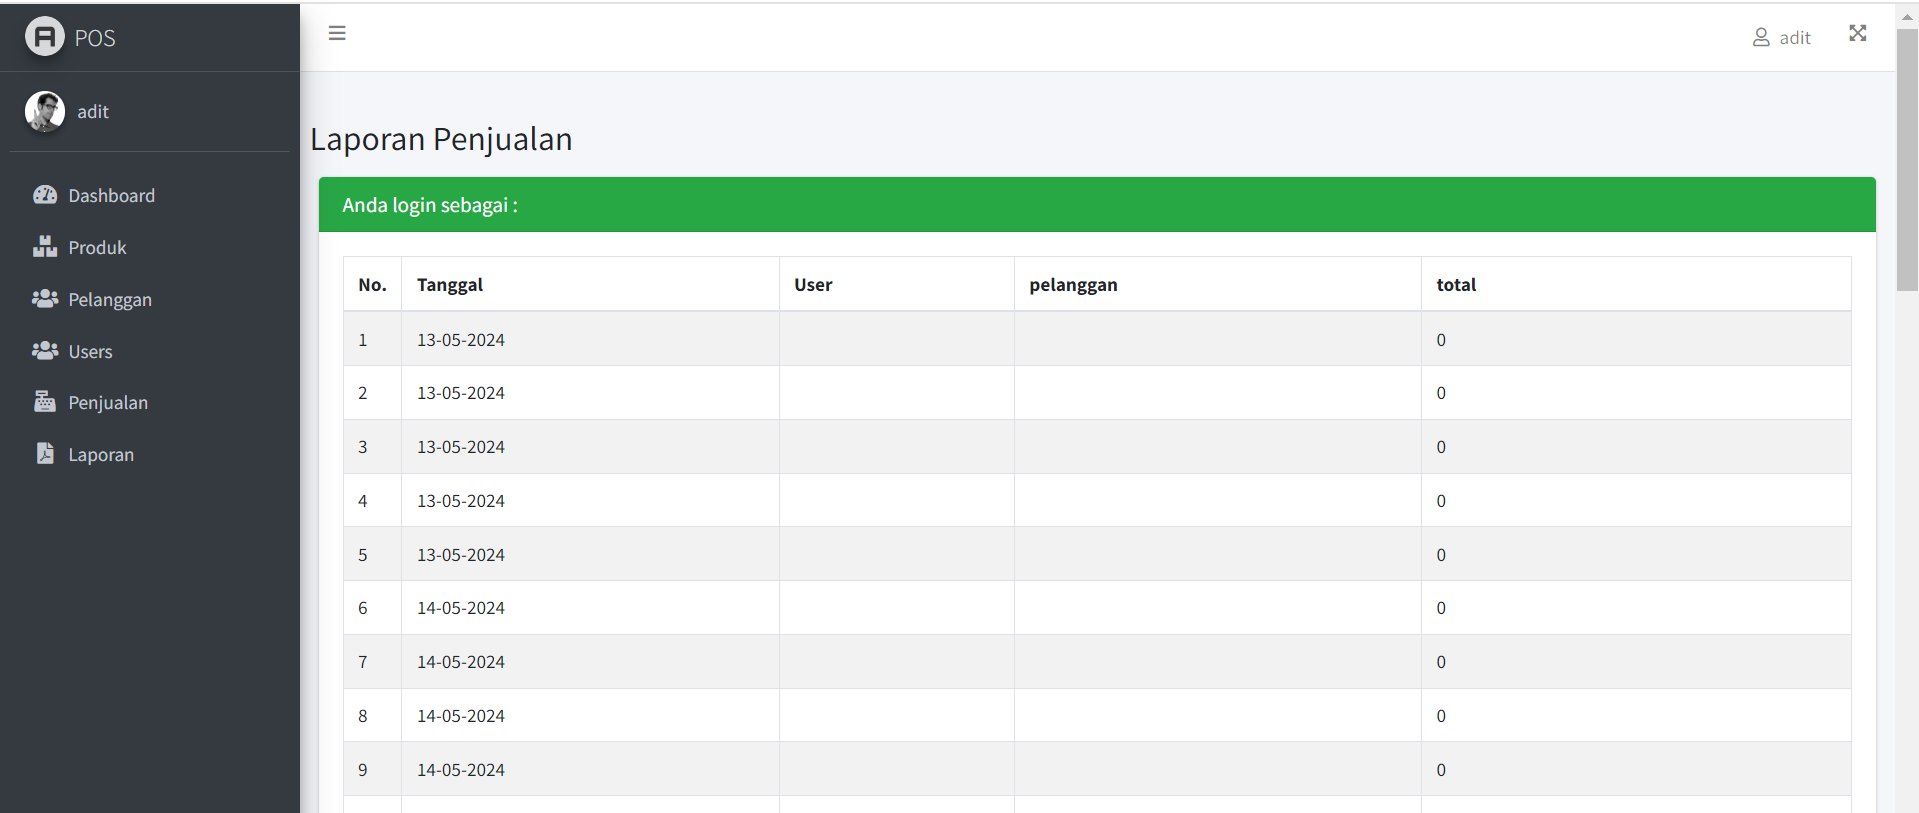 POS
adit
adit
Dashboard
Produk
Pelanggan
Users
Penjualan
Laporan
Laporan Penjualan
Anda login sebagai :
No. Tanggal User pelanggan total
1 13-05-2024 0
2 13-05-2024 0
3 13-05-2024 0
4 13-05-2024 0
5 13-05-2024 0
6 14-05-2024 0
7 14-05-2024 0
8 14-05-2024 0
9 14-05-2024 0